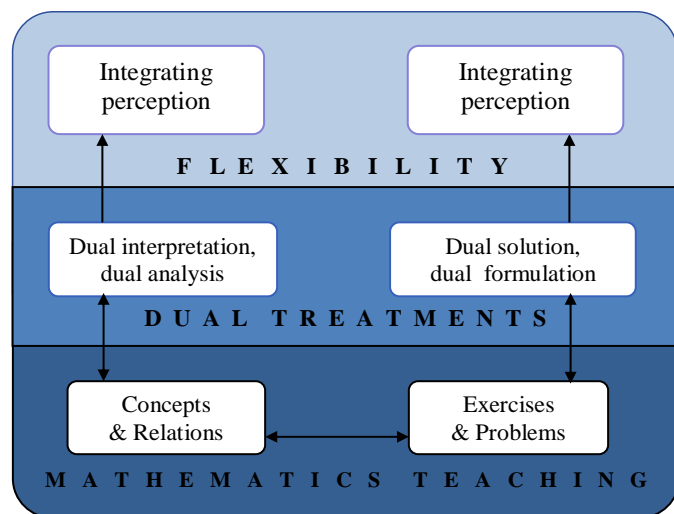 Integrating
perception
Integrating
perception
F L E X I B I L I T Y
Dual interpretation,
dual analysis
Dual solution,
dual formulation
D U A L T R E A T M E N T S
Concepts
& Relations
Exercises
& Problems
M A T H E M A T I C S T E A C H I N G